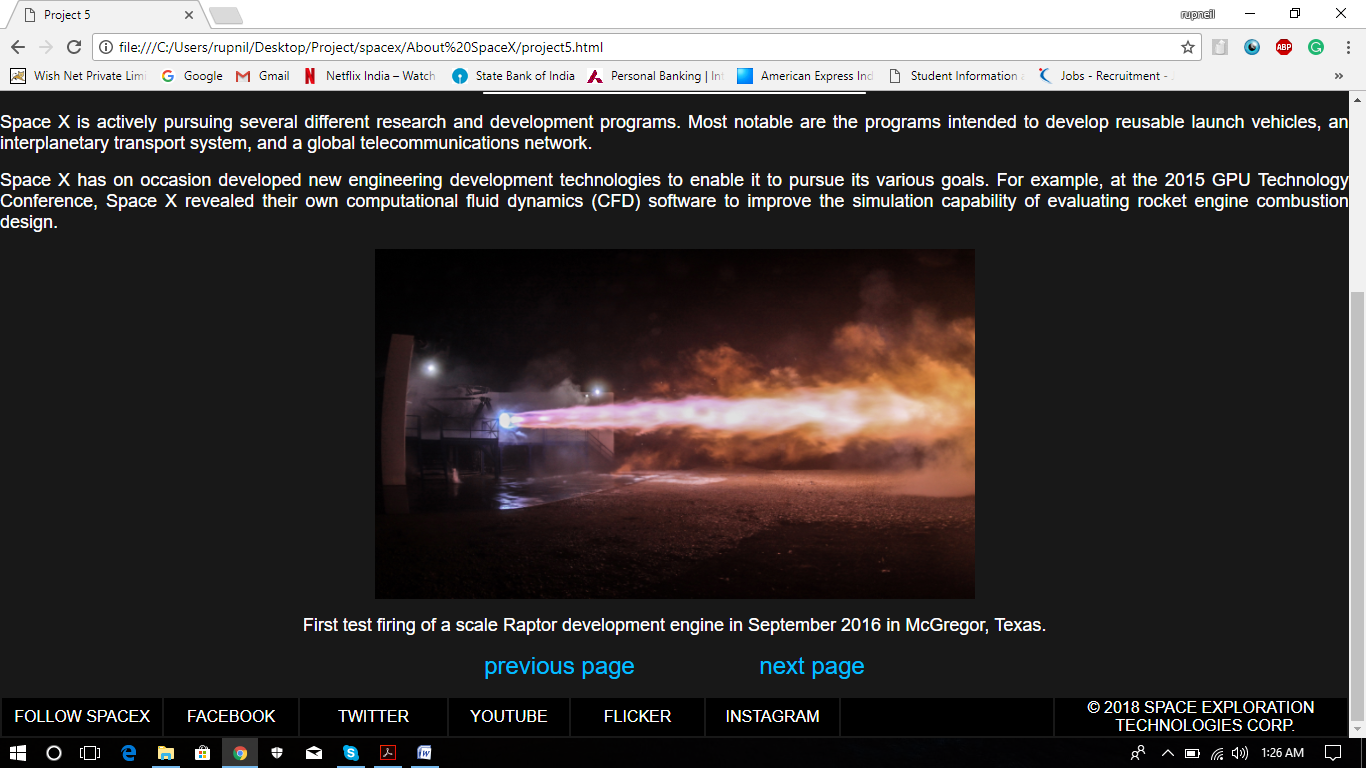 Project 5
rupneil
file:///C:/Users/rupnil/Desktop/Project/spacex/About%20SpaceX/project5.html
ABP
Wish Net Private Limi Google Gmail Netflix India – Watch State Bank of India Personal Banking | Int American Express Ind Student Information Jobs - Recruitment - »
Space X is actively pursuing several different research and development programs. Most notable are the programs intended to develop reusable launch vehicles, an
interplanetary transport system, and a global telecommunications network.
Space X has on occasion developed new engineering development technologies to enable it to pursue its various goals. For example, at the 2015 GPU Technology
Conference, Space X revealed their own computational fluid dynamics (CFD) software to improve the simulation capability of evaluating rocket engine combustion
design.
First test firing of a scale Raptor development engine in September 2016 in McGregor, Texas.
previous page next page
FOLLOW SPACEX FACEBOOK TWITTER YOUTUBE FLICKER INSTAGRAM © 2018 SPACE EXPLORATION
TECHNOLOGIES CORP.
1:26 AM